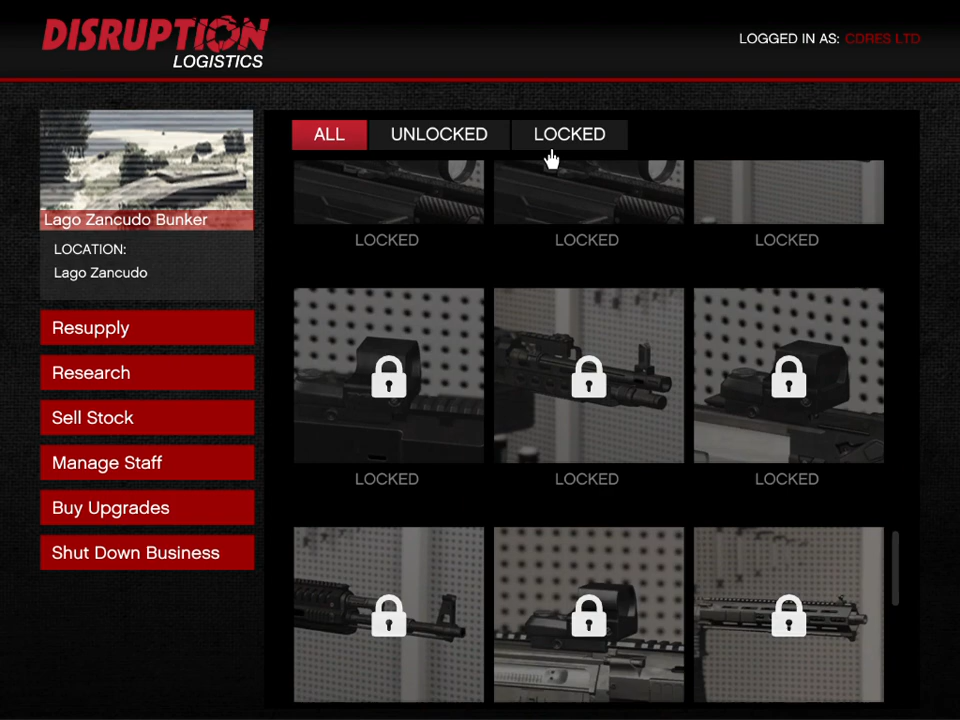 DISRUPTION
LOGISTICS
LOGGED IN AS: CDRES LTD
ALL
UNLOCKED
LOCKED
Lago Zancudo Bunker
LOCATION:
Lago Zancudo
Resupply
Research
Sell Stock
Manage Staff
Buy Upgrades
Shut Down Business
LOCKED
LOCKED
LOCKED
LOCKED
LOCKED
LOCKED